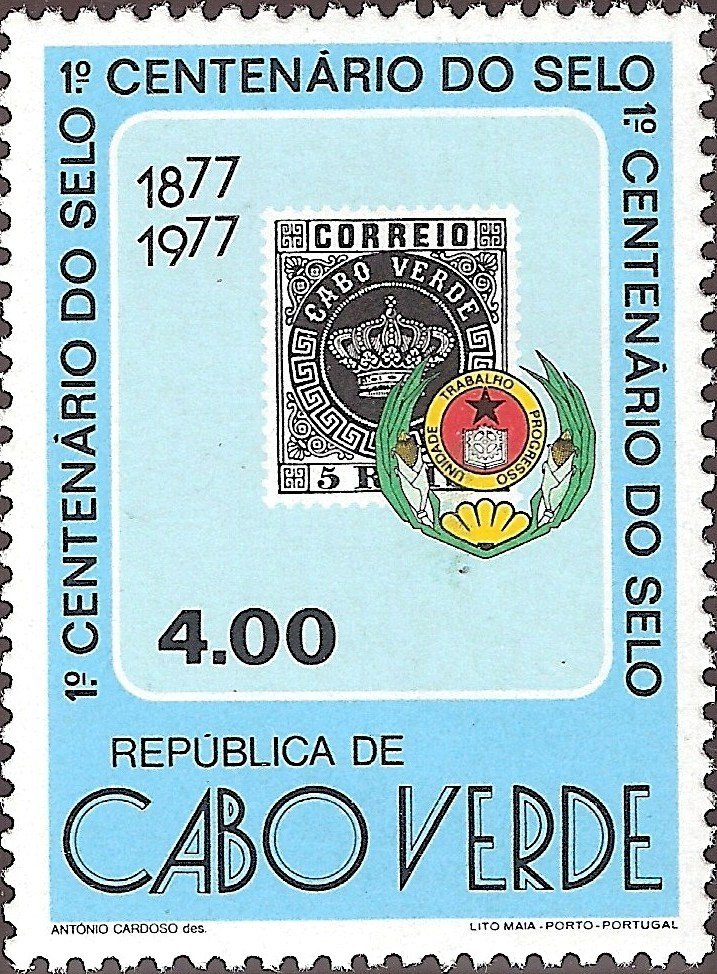 1º CENTENÁRIO DO SELO
1º CENTENÁRIO DO SELO
1º CENTENÁRIO DO SELO
1877
1977
CORREIO
CABO VERDE
5
UNIDADE TRABALHO PROGRESSO
4.00
REPÚBLICA DE
CABO VERDE
ANTÓNIO CARDOSO des.
LITO MAIA - PORTO - PORTUGAL